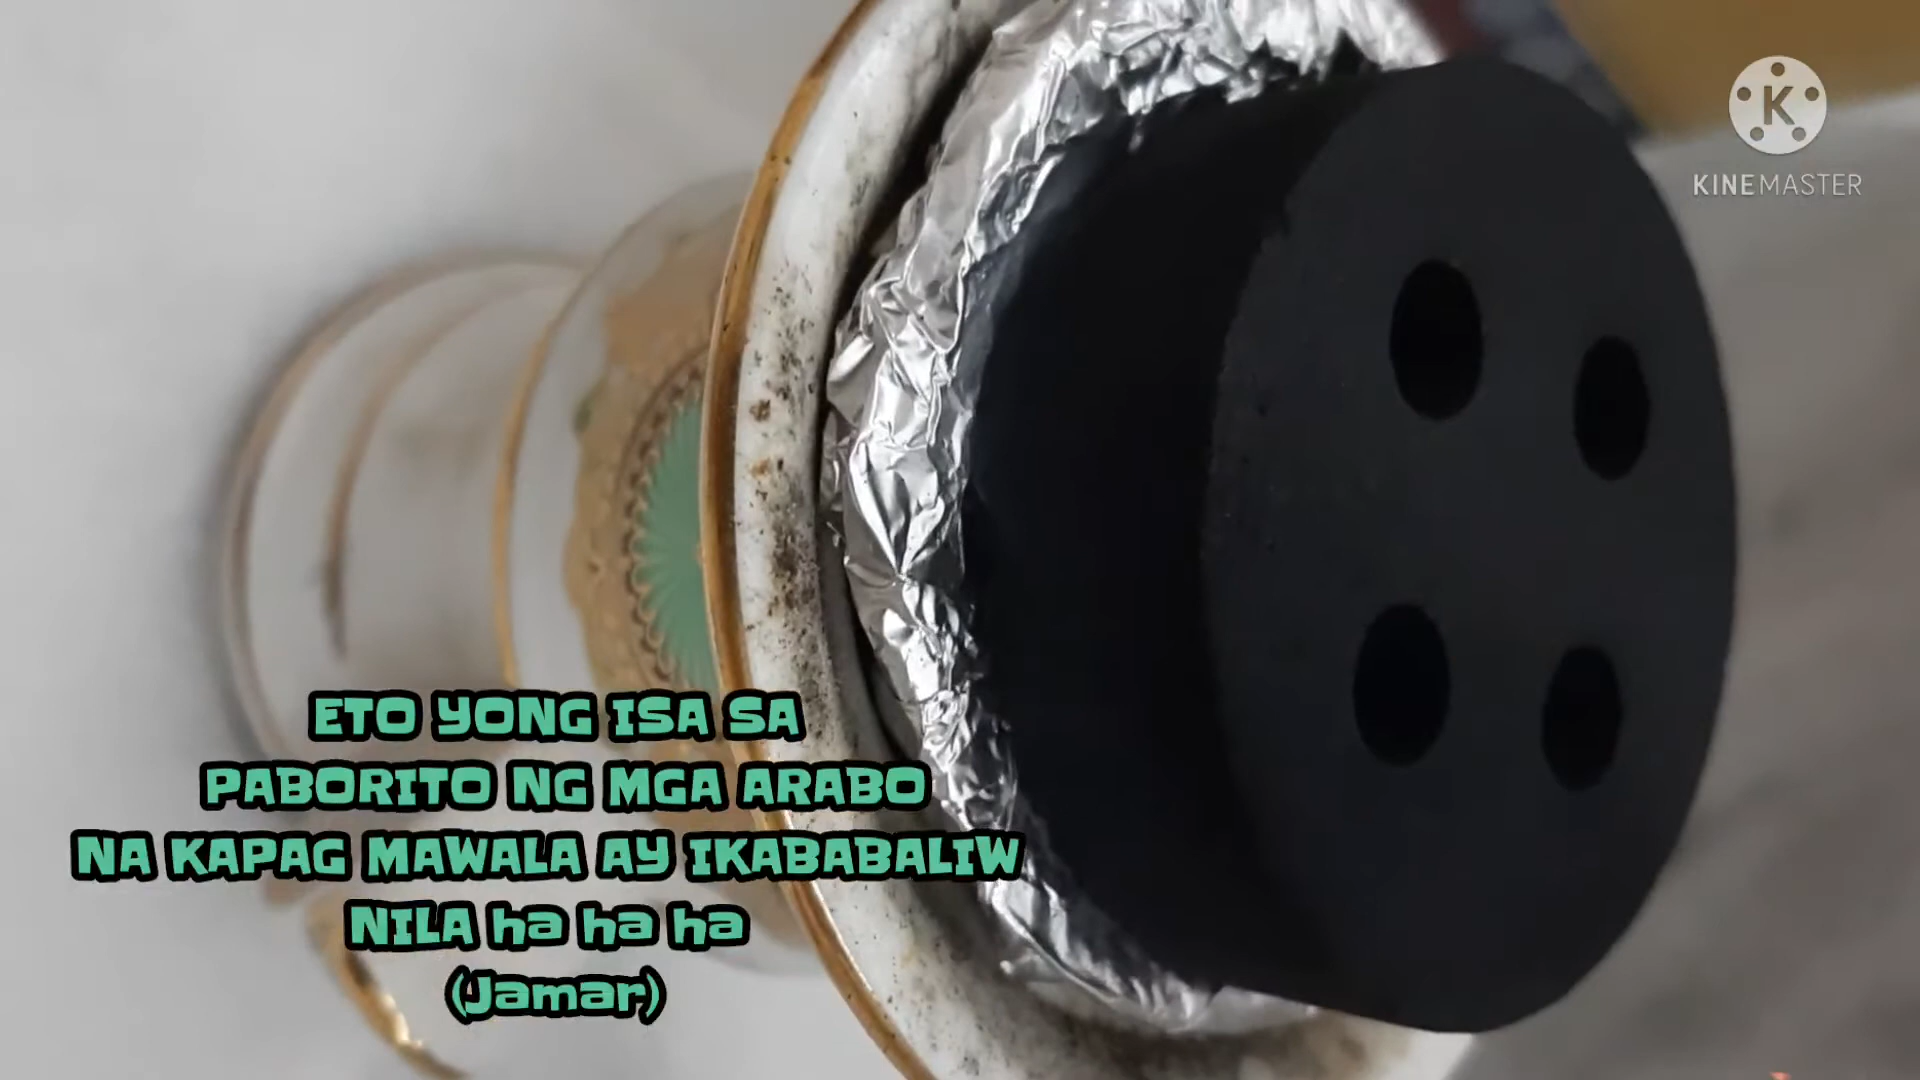 ETO YONG ISA SA
PABORITO NG MGA ARABO
NA KAPAG MAWALA AY IKABABALIW
NILA ha ha ha
(Jamar)
K
KINEMASTER